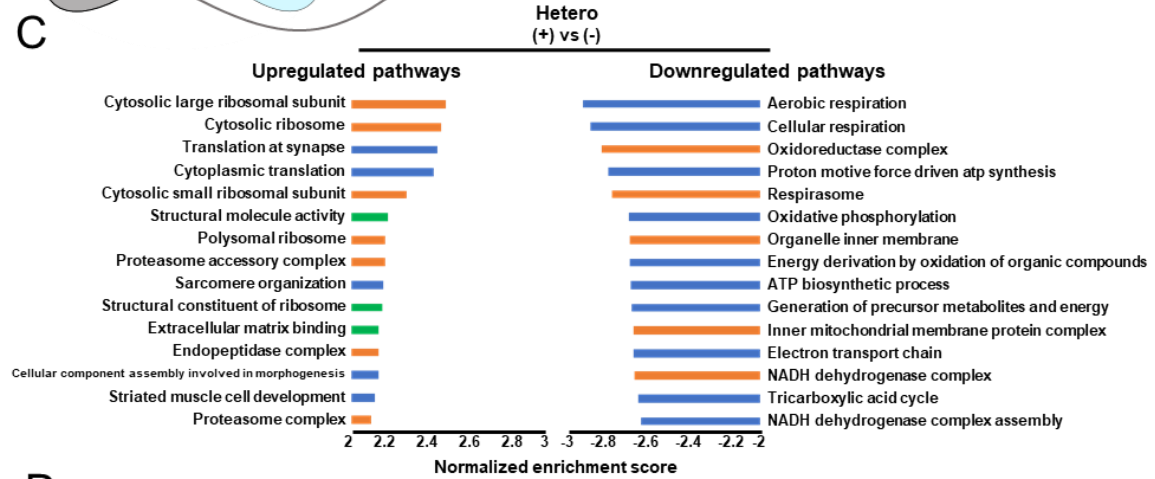 C
Hetero
(+) vs (-)
Upregulated pathways
Downregulated pathways
Cytosolic large ribosomal subunit
Cytosolic ribosome
Translation at synapse
Cytoplasmic translation
Cytosolic small ribosomal subunit
Structural molecule activity
Polysomal ribosome
Proteasome accessory complex
Sarcomere organization
Structural constituent of ribosome
Extracellular matrix binding
Endopeptidase complex
Cellular component assembly involved in morphogenesis
Striated muscle cell development
Proteasome complex
2 2.2 2.4 2.6 2.8 3
Aerobic respiration
Cellular respiration
Oxidoreductase complex
Proton motive force driven atp synthesis
Respirasome
Oxidative phosphorylation
Organelle inner membrane
Energy derivation by oxidation of organic compounds
ATP biosynthetic process
Generation of precursor metabolites and energy
Inner mitochondrial membrane protein complex
Electron transport chain
NADH dehydrogenase complex
Tricarboxylic acid cycle
NADH dehydrogenase complex assembly
-3 -2.8 -2.6 -2.4 -2.2 -2
Normalized enrichment score